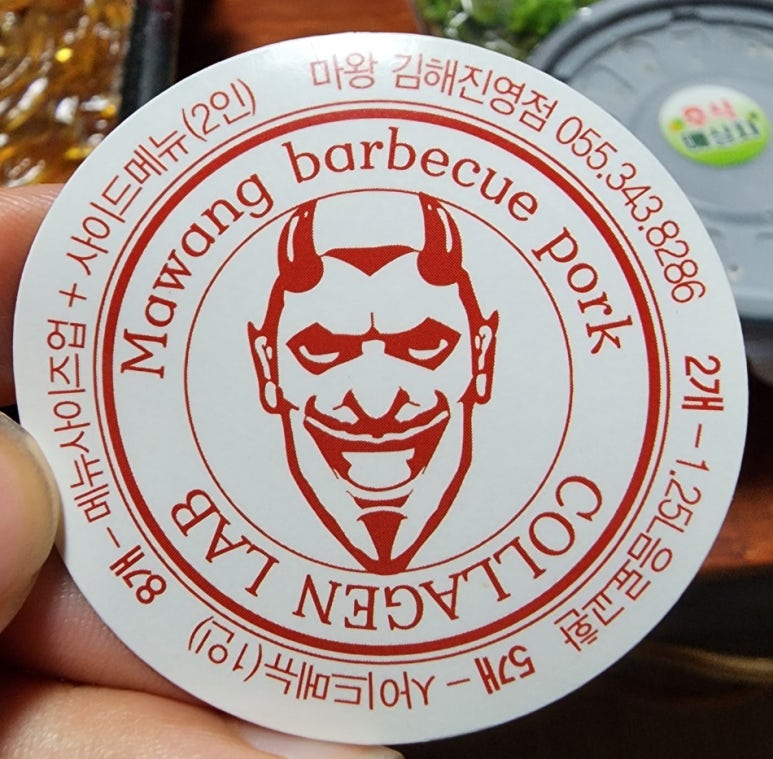 마왕 김해진영점 055.343.8286
2개 - 1.25L음료교환
5개 - 사이드메뉴(1인)
8개 - 메뉴사이즈업 + 사이드메뉴(2인)
Mawang barbecue pork
COLLAGEN LAB